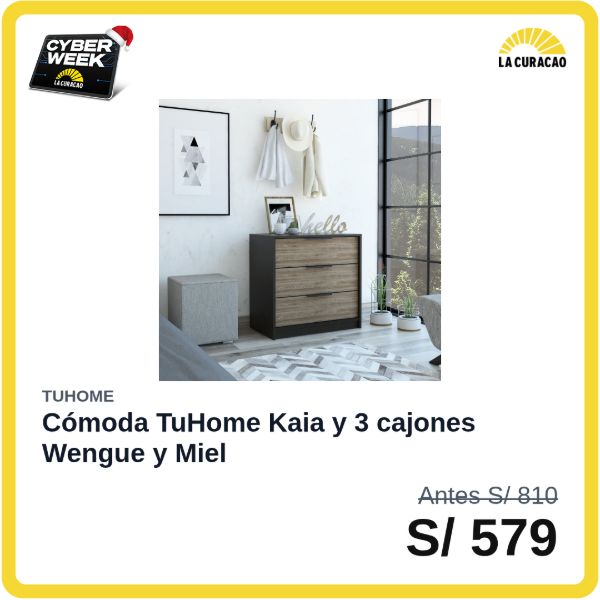 CYBER
WEEK
LA CURACAO
LA CURACAO
hello
TUHOME
Cómoda TuHome Kaia y 3 cajones
Wengue y Miel
Antes S/ 810
S/ 579